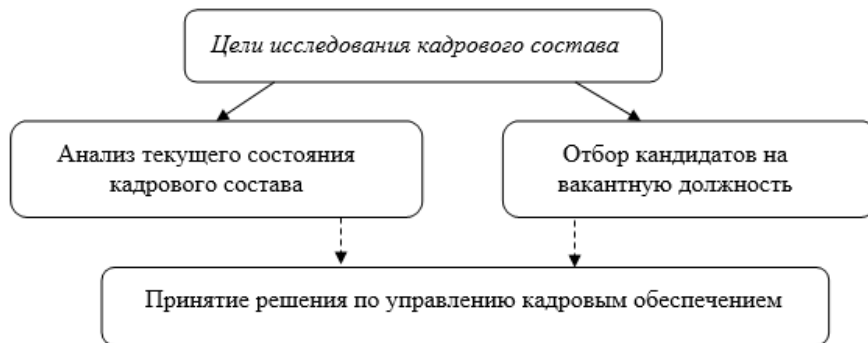 Цели исследования кадрового состава
Анализ текущего состояния
кадрового состава
Отбор кандидатов на
вакантную должность
Принятие решения по управлению кадровым обеспечением